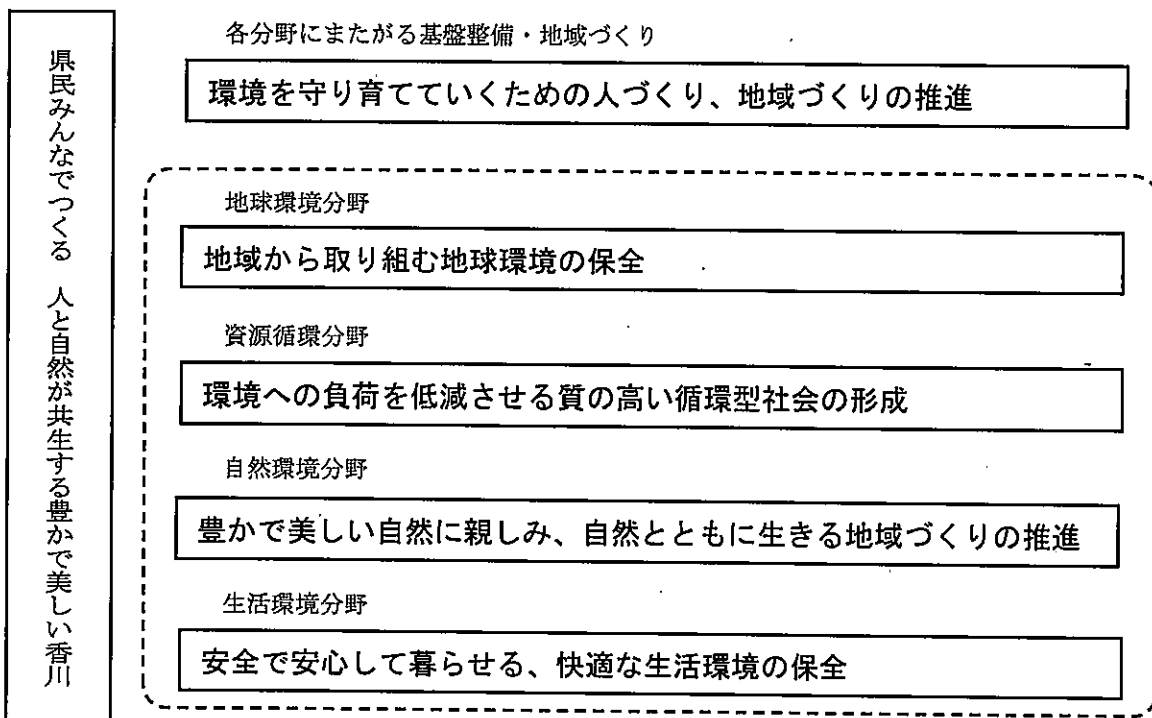 県民みんなでつくる　人と自然が共生する豊かで美しい香川
各分野にまたがる基盤整備・地域づくり
環境を守り育てていくための人づくり、地域づくりの推進
地球環境分野
地域から取り組む地球環境の保全
資源循環分野
環境への負荷を低減させる質の高い循環型社会の形成
自然環境分野
豊かで美しい自然に親しみ、自然とともに生きる地域づくりの推進
生活環境分野
安全で安心して暮らせる、快適な生活環境の保全